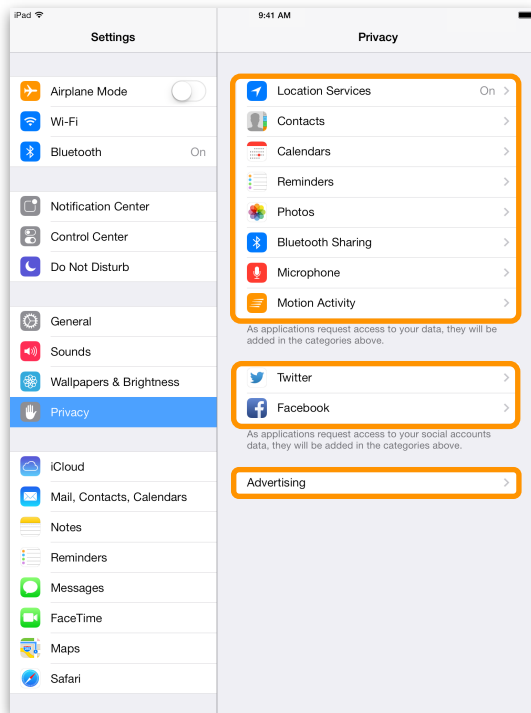 iPad
9:41 AM
Settings
Airplane Mode
Wi-Fi
Bluetooth On
Notification Center
Control Center
Do Not Disturb
General
Sounds
Wallpapers & Brightness
Privacy
iCloud
Mail, Contacts, Calendars
Notes
Reminders
Messages
FaceTime
Maps
Safari
Privacy
Location Services On
Contacts
Calendars
Reminders
Photos
Bluetooth Sharing
Microphone
Motion Activity
As applications request access to your data, they will be
added in the categories above.
Twitter
Facebook
As applications request access to your social accounts
data, they will be added in the categories above.
Advertising